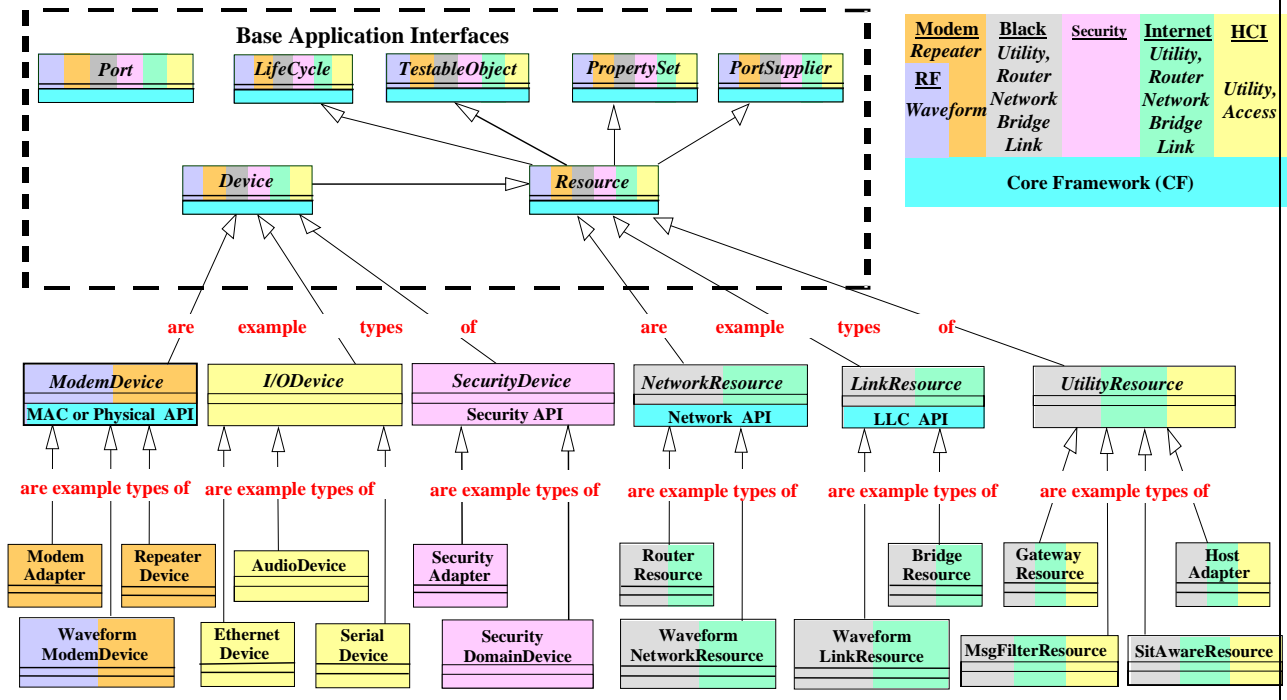 Base Application Interfaces
Port
LifeCycle
TestableObject
PropertySet
PortSupplier
Device
Resource
Modem
Repeater
RF
Waveform
Black
Utility,
Router
Network
Bridge
Link
Security
Internet
Utility,
Router
Network
Bridge
Link
HCI
Utility,
Access
Core Framework (CF)
are example types of
are example types of
ModemDevice
MAC or Physical API
I/ODevice
SecurityDevice
Security API
NetworkResource
Network API
LinkResource
LLC API
UtilityResource
are example types of
are example types of
are example types of
are example types of
are example types of
are example types of
Modem
Adapter
Repeater
Device
AudioDevice
Security
Adapter
Router
Resource
Bridge
Resource
Gateway
Resource
Host
Adapter
Waveform
ModemDevice
Ethernet
Device
Serial
Device
Security
DomainDevice
Waveform
NetworkResource
Waveform
LinkResource
MsgFilterResource
SitAwareResource